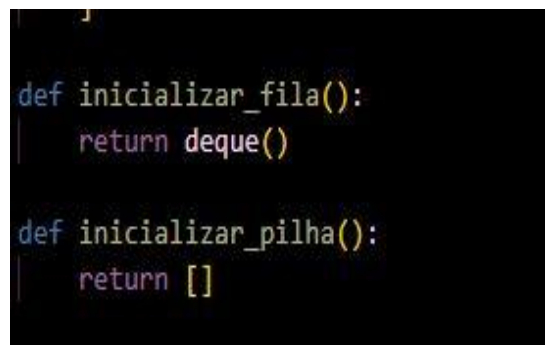 ]
def inicializar_fila():
    return deque()
def inicializar_pilha():
    return []